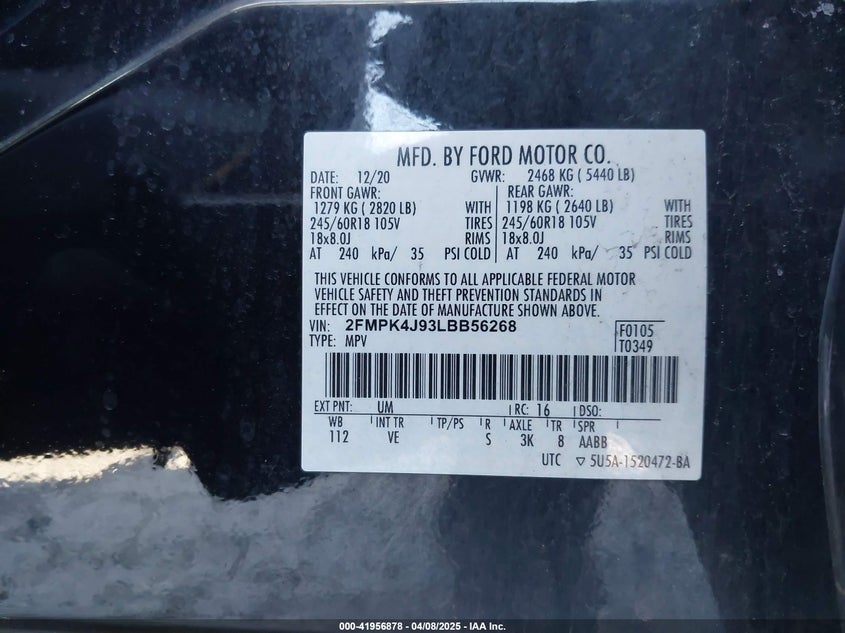 MFD. BY FORD MOTOR CO.
DATE: 12/20 GVWR: 2468 KG ( 5440 LB)
FRONT GAWR: REAR GAWR:
1279 KG ( 2820 LB) WITH 1198 KG ( 2640 LB) WITH
245/60R18 105V TIRES 245/60R18 105V TIRES
18x8.0J RIMS 18x8.0J RIMS
AT 240 kPa/ 35 PSI COLD AT 240 kPa/ 35 PSI COLD
THIS VEHICLE CONFORMS TO ALL APPLICABLE FEDERAL MOTOR
VEHICLE SAFETY AND THEFT PREVENTION STANDARDS IN
EFFECT ON THE DATE OF MANUFACTURE SHOWN ABOVE.
VIN: 2FMPK4J93LBB56268 F0105
TYPE: MPV T0349
EXT PNT: UM RC: 16 DSO:
WB INT TR TP/PS R AXLE TR SPR
112 VE S 3K 8 AABB
UTC ▽ 5U5A-1520472-BA
000-41956878 - 04/08/2025 - IAA Inc.